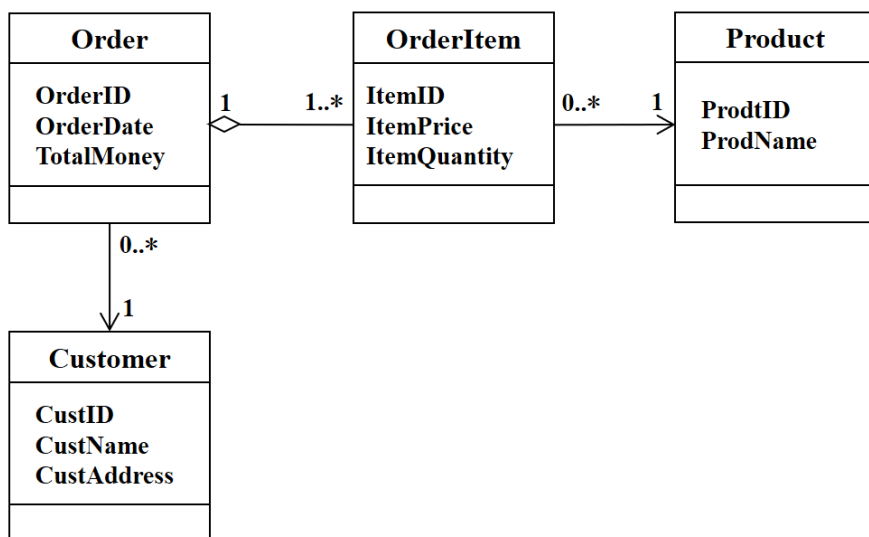 Order
OrderID
OrderDate
TotalMoney
1
1..*
OrderItem
ItemID
ItemPrice
ItemQuantity
0..*
1
Product
ProdtID
ProdName
0..*
1
Customer
CustID
CustName
CustAddress